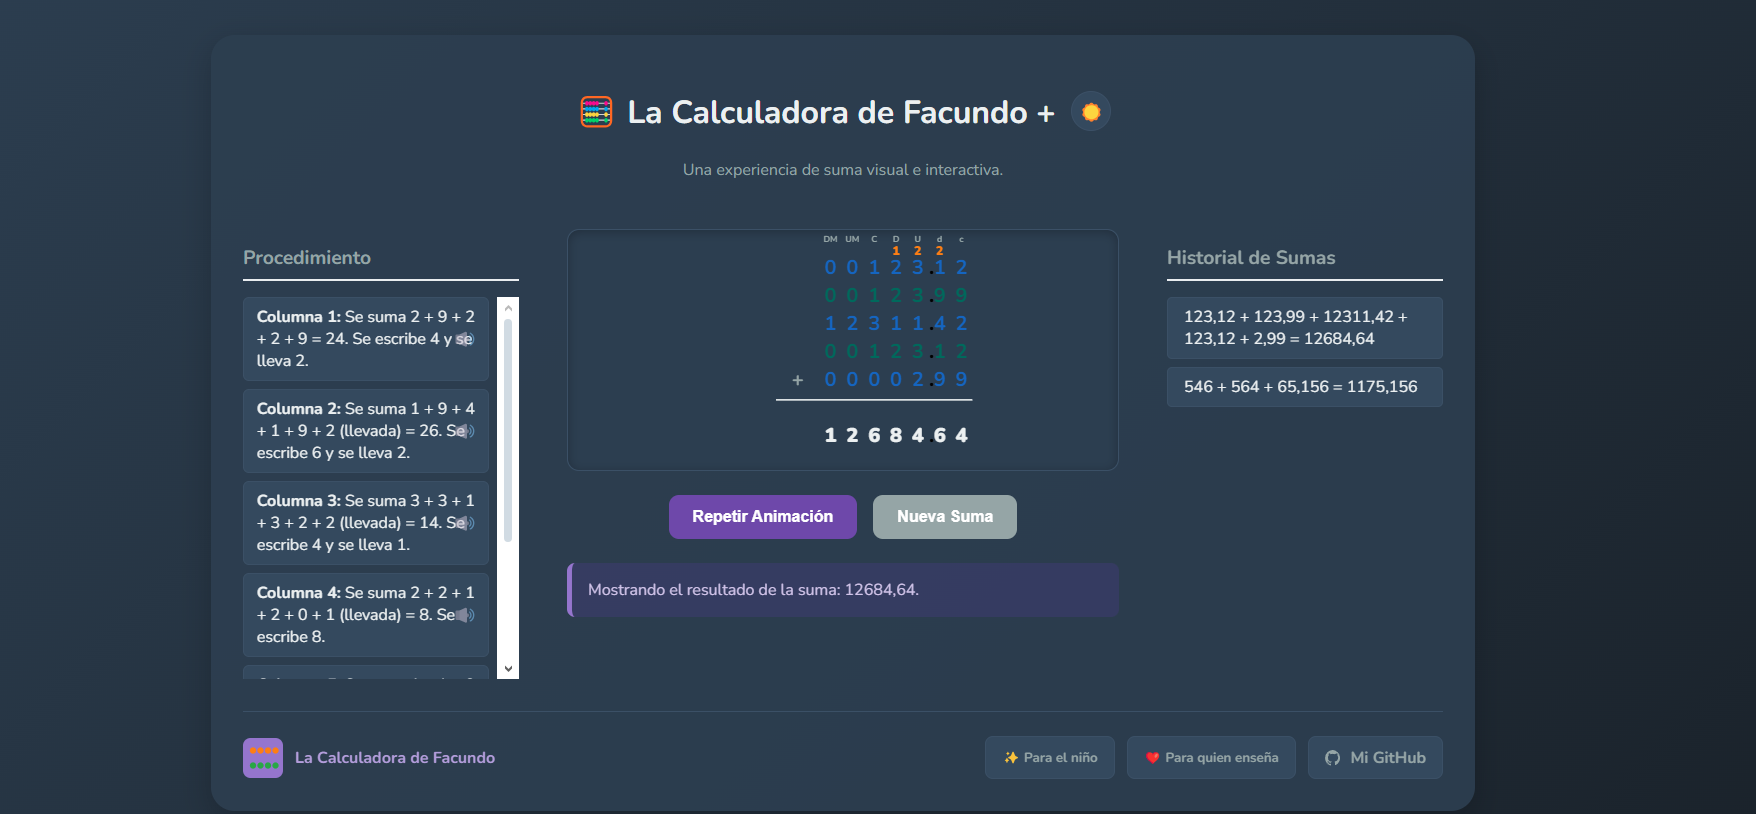 La Calculadora de Facundo +
Una experiencia de suma visual e interactiva.
Procedimiento
Columna 1: Se suma 2 + 9 + 2
+ 2 + 9 = 24. Se escribe 4 y se
lleva 2.
Columna 2: Se suma 1 + 9 + 4
+ 1 + 9 + 2 (llevada) = 26. Se
escribe 6 y se lleva 2.
Columna 3: Se suma 3 + 3 + 1
+ 3 + 2 + 2 (llevada) = 14. Se
escribe 4 y se lleva 1.
Columna 4: Se suma 2 + 2 + 1
+ 2 + 0 + 1 (llevada) = 8. Se
escribe 8.
DM UM C D U d c
1 2 2
0 0 1 2 3 . 1 2
0 0 1 2 3 . 9 9
1 2 3 1 1 . 4 2
0 0 1 2 3 . 1 2
+ 0 0 0 0 2 . 9 9
1 2 6 8 4 . 6 4
Repetir Animación
Nueva Suma
Mostrando el resultado de la suma: 12684,64.
Historial de Sumas
123,12 + 123,99 + 12311,42 +
123,12 + 2,99 = 12684,64
546 + 564 + 65,156 = 1175,156
La Calculadora de Facundo
Para el niño
Para quien enseña
Mi GitHub